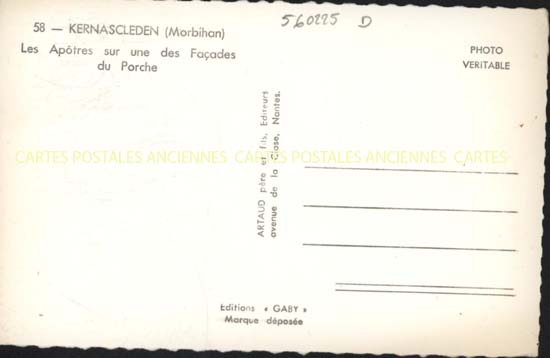 560225 D
58 — KERNASCLEDEN (Morbihan)
Les Apôtres sur une des Façades
du Porche
PHOTO
VERITABLE
ARTAUD père et fils, Editeurs
avenue de la Close, Nantes.
CARTES POSTALES ANCIENNES CARTES POSTALES ANCIENNES CARTES
Editions « GABY »
Marque déposée